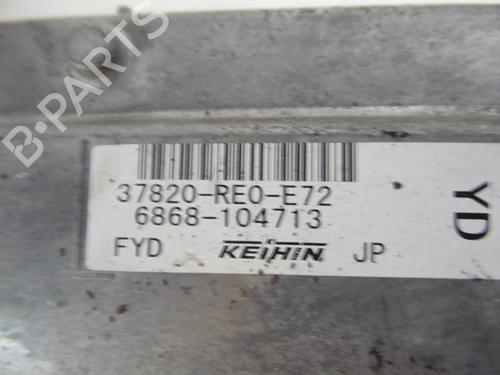 B-PARTS
37820-RE0-E72
6868-104713
FYD KEIHIN JP
YD